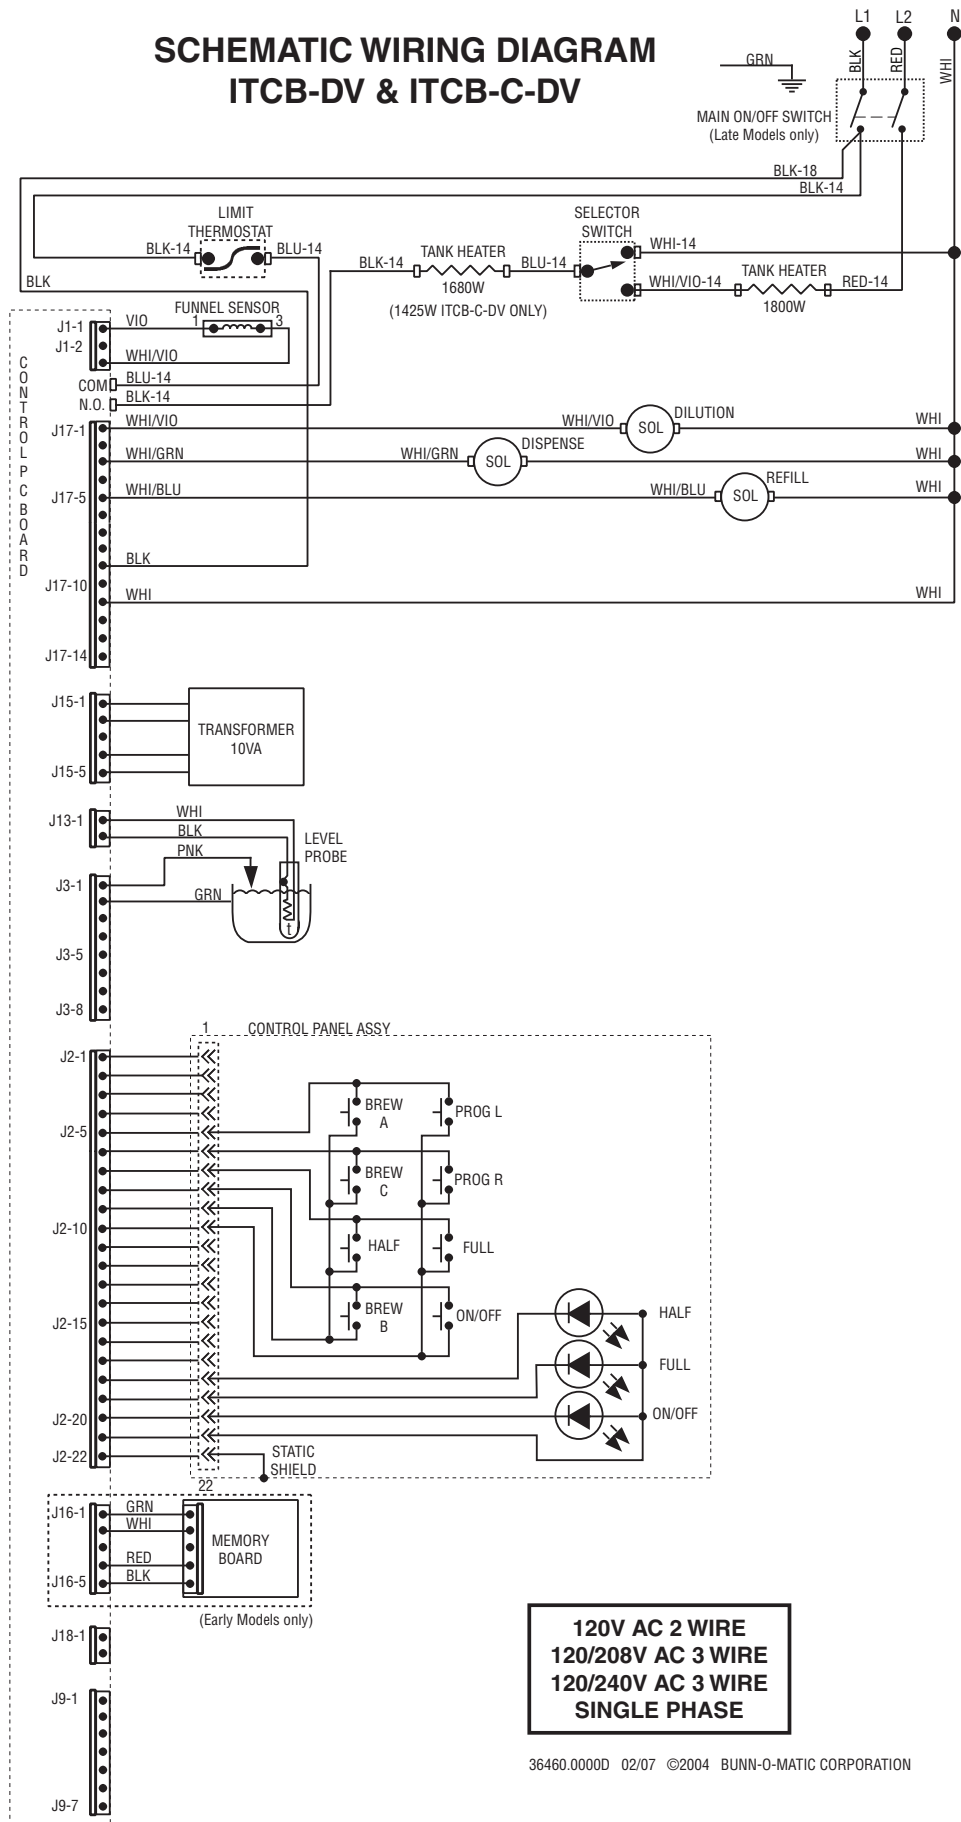 SCHEMATIC WIRING DIAGRAM
ITCB-DV & ITCB-C-DV
L1
L2
N
GRN
BLK
RED
WHI
MAIN ON/OFF SWITCH
(Late Models only)
BLK-18
BLK-14
LIMIT
THERMOSTAT
BLK-14
BLU-14
SELECTOR
SWITCH
WHI-14
BLK-14
TANK HEATER
1680W
BLU-14
(1425W ITCB-C-DV ONLY)
WHI/VIO-14
TANK HEATER
1800W
RED-14
BLK
FUNNEL SENSOR
1
3
CONTROL PC BOARD
J1-1
VIO
J1-2
WHI/VIO
COM
BLU-14
N.O.
BLK-14
J17-1
WHI/VIO
WHI/VIO
SOL
DILUTION
WHI
WHI/GRN
WHI/GRN
SOL
DISPENSE
WHI
J17-5
WHI/BLU
WHI/BLU
SOL
REFILL
WHI
BLK
J17-10
WHI
WHI
J17-14
J15-1
TRANSFORMER
10VA
J15-5
J13-1
WHI
BLK
LEVEL
PROBE
PNK
J3-1
GRN
t
J3-5
J3-8
1
CONTROL PANEL ASSY
J2-1
BREW
A
PROG L
J2-5
BREW
C
PROG R
J2-10
HALF
FULL
BREW
B
ON/OFF
J2-15
HALF
FULL
ON/OFF
J2-20
J2-22
STATIC
SHIELD
22
J16-1
GRN
WHI
MEMORY
BOARD
RED
J16-5
BLK
(Early Models only)
J18-1
120V AC 2 WIRE
120/208V AC 3 WIRE
120/240V AC 3 WIRE
SINGLE PHASE
J9-1
36460.0000D 02/07 ©2004 BUNN-O-MATIC CORPORATION
J9-7